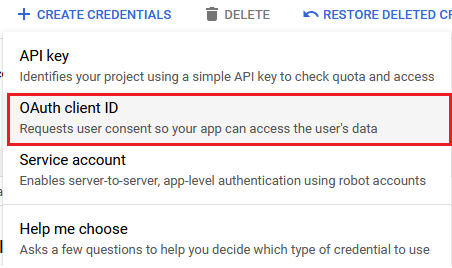 + CREATE CREDENTIALS DELETE RESTORE DELETED
API key
Identifies your project using a simple API key to check quota and access
OAuth client ID
Requests user consent so your app can access the user's data
Service account
Enables server-to-server, app-level authentication using robot accounts
Help me choose
Asks a few questions to help you decide which type of credential to use